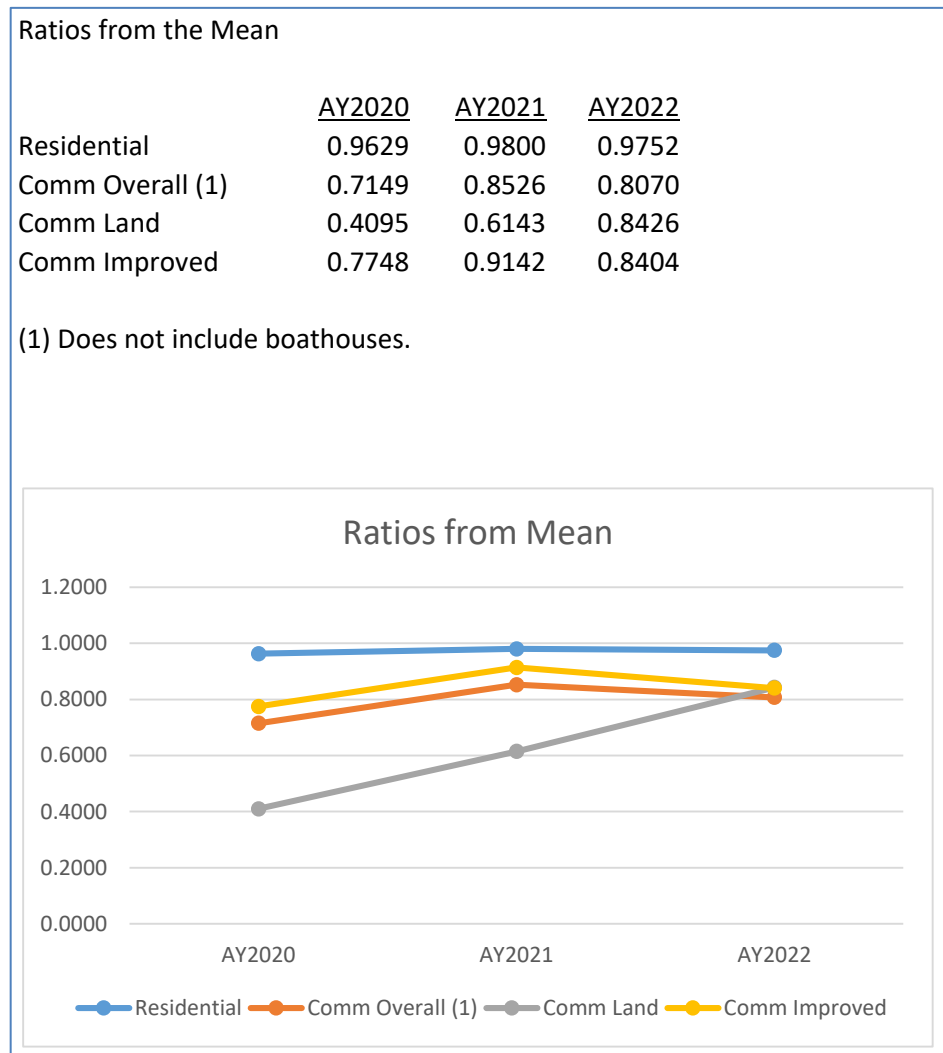 Ratios from the Mean
AY2020 AY2021 AY2022
Residential 0.9629 0.9800 0.9752
Comm Overall (1) 0.7149 0.8526 0.8070
Comm Land 0.4095 0.6143 0.8426
Comm Improved 0.7748 0.9142 0.8404
(1) Does not include boathouses.
Ratios from Mean
1.2000
1.0000
0.8000
0.6000
0.4000
0.2000
0.0000
AY2020 AY2021 AY2022
Residential Comm Overall (1) Comm Land Comm Improved